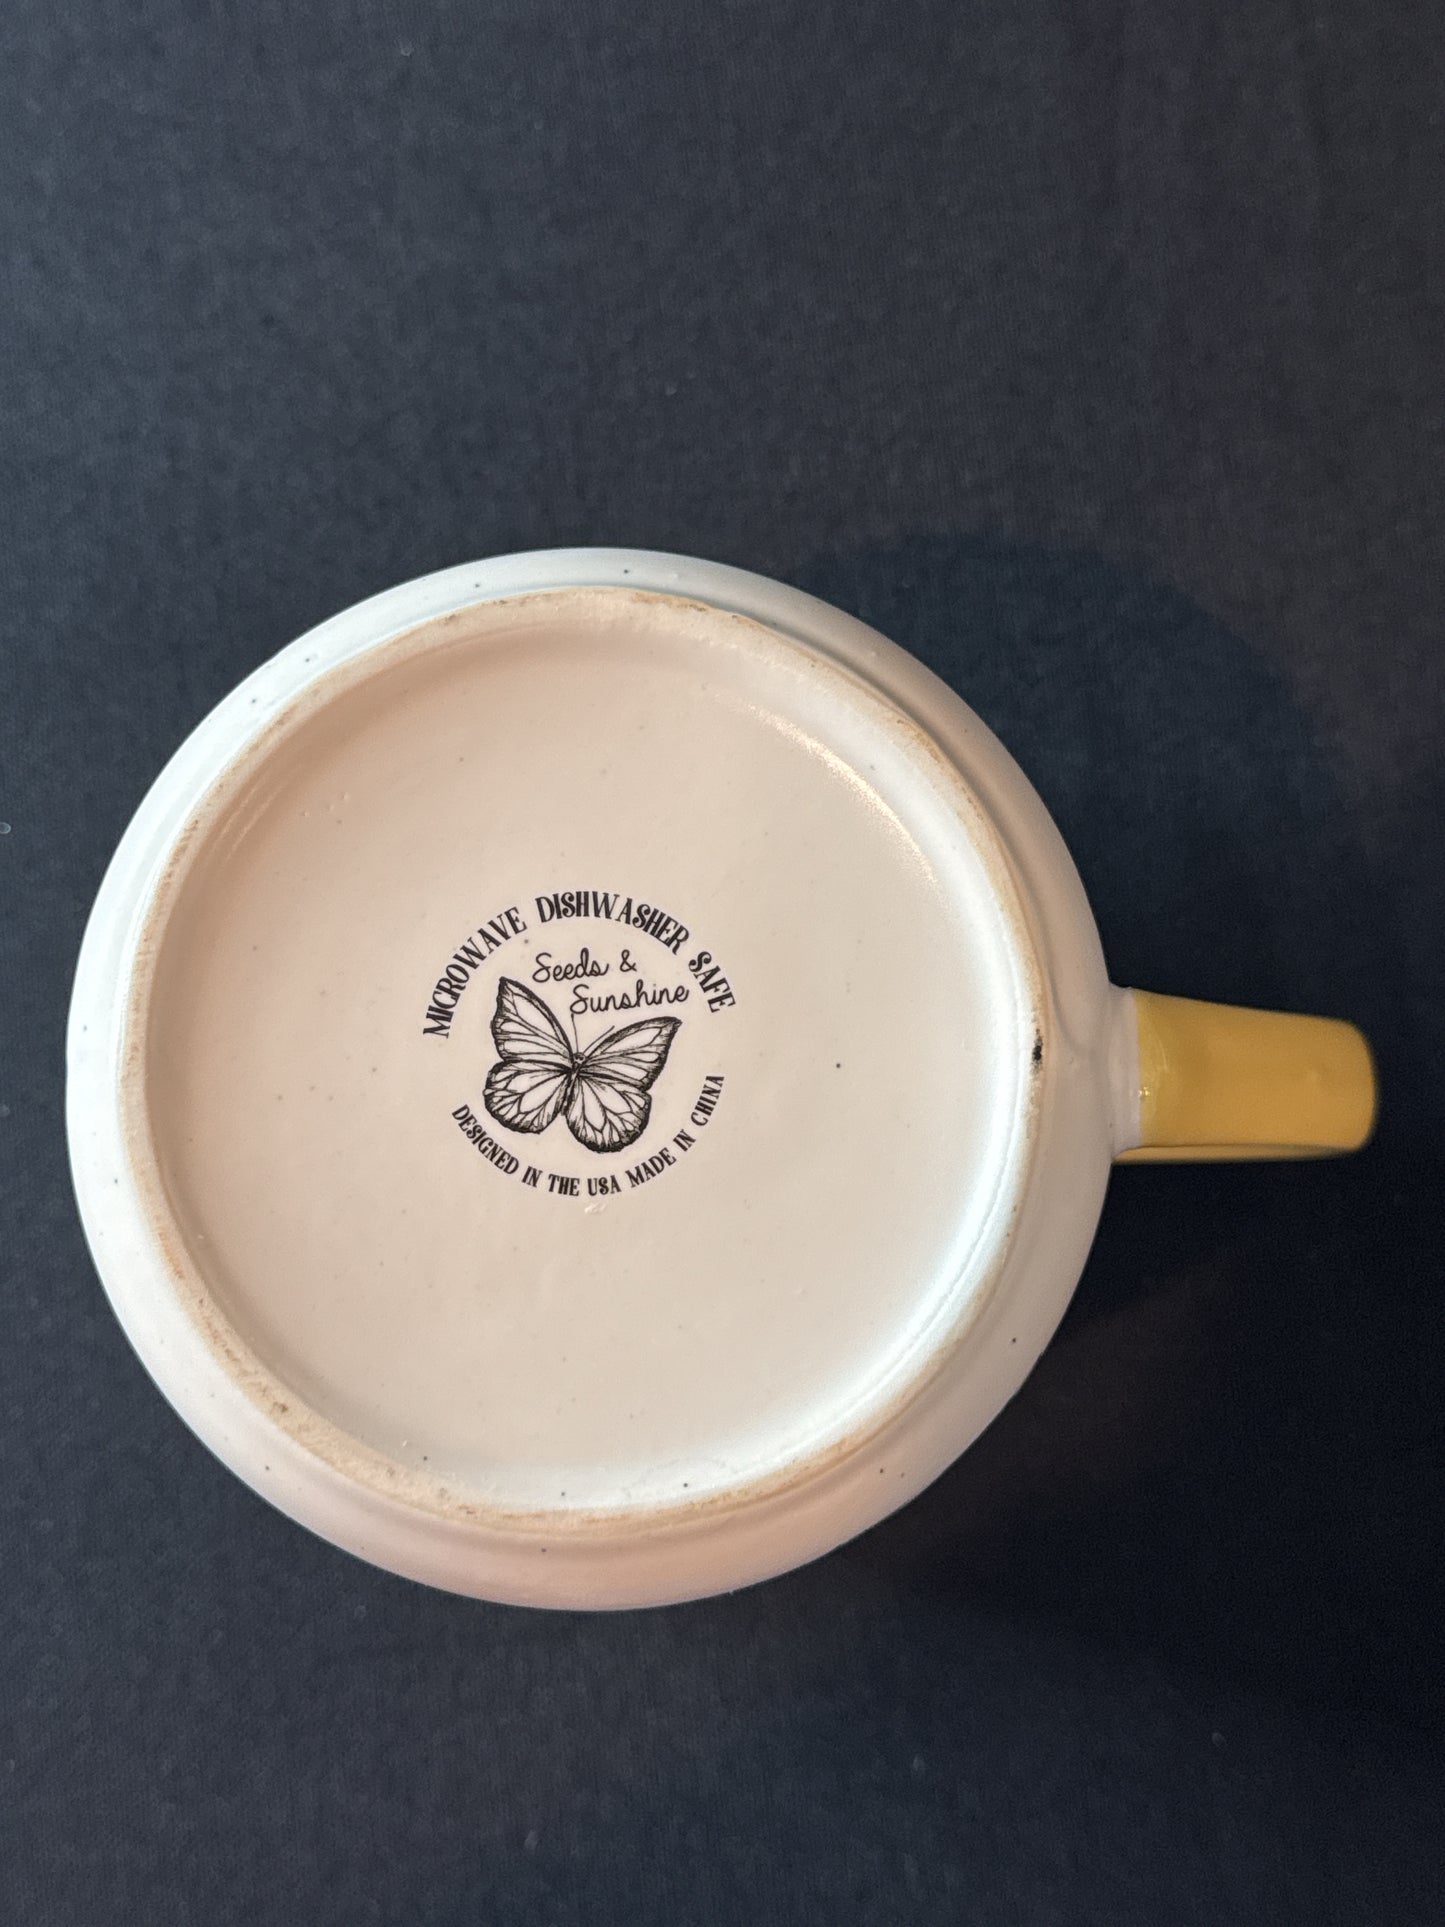 MICROWAVE DISHWASHER SAFE
Seeds &
Sunshine
DESIGNED IN THE USA MADE IN CHINA